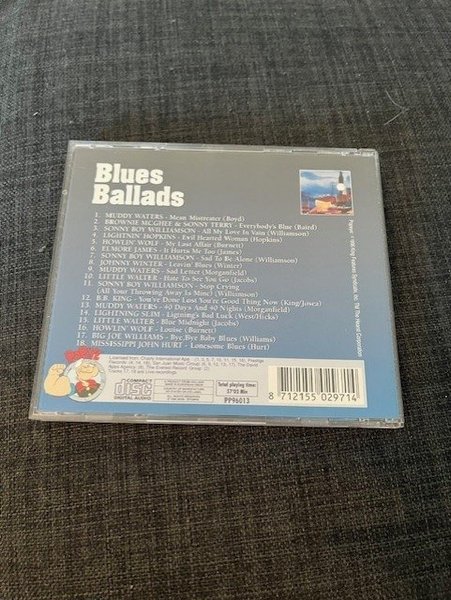 Blues
Ballads
1. MUDDY WATERS - Mean Mistreater (Boyd)
2. BROWNIE MCGHEE & SONNY TERRY - Everybody's Blue (Baird)
3. SONNY BOY WILLIAMSON - All My Love In Vain (Williamson)
4. LIGHTNIN' HOPKINS - Evil Hearted Woman (Hopkins)
5. HOWLIN' WOLF - My Last Affair (Burnett)
6. ELMORE JAMES - It Hurts Me Too (James)
7. SONNY BOY WILLIAMSON - Sad To Be Alone (Williamson)
8. JOHNNY WINTER - Leavin' Blues (Winter)
9. MUDDY WATERS - Sad Letter (Morganfield)
10. LITTLE WALTER - Hate To See You Go (Jacobs)
11. SONNY BOY WILLIAMSON - Stop Crying
(All Your Throwing Away Is Mine) (Williamson)
12. B.B. KING - You've Done Lost You're Good Thing Now (King/Josea)
13. MUDDY WATERS - 40 Days And 40 Nights (Morganfield)
14. LIGHTNING SLIM - Ligtning's Bad Luck (West/Hicks)
15. LITTLE WALTER - Blue Midnight (Jacobs)
16. HOWLIN' WOLF - Louise (Burnett)
17. BIG JOE WILLIAMS - Bye Bye Baby Blues (Williams)
18. MISSISSIPPI JOHN HURT - Lonesome Blues (Hurt)
COMPACT
disc
DIGITAL AUDIO
Total playing time:
57'02 Min
PP96013
8 712155 029714